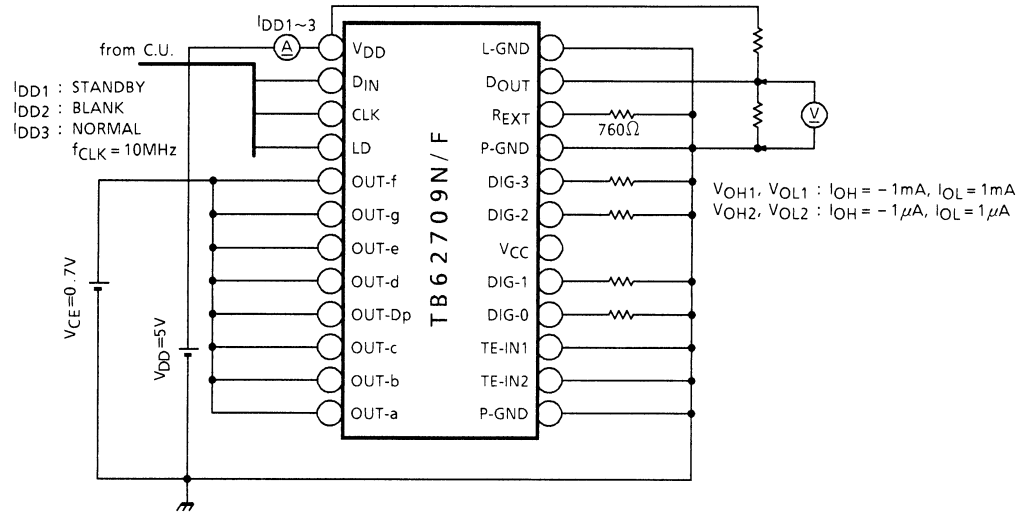 IDD1~3
A
from C.U.
IDD1 : STANDBY
IDD2 : BLANK
IDD3 : NORMAL
fCLK = 10MHz
VDD
DIN
CLK
LD
OUT-f
OUT-g
OUT-e
OUT-d
OUT-Dp
OUT-c
OUT-b
OUT-a
TB62709N/F
L-GND
DOUT
REXT
P-GND
DIG-3
DIG-2
VCC
DIG-1
DIG-0
TE-IN1
TE-IN2
P-GND
760Ω
V
VOH1, VOL1 : IOH = −1mA, IOL = 1mA
VOH2, VOL2 : IOH = −1μA, IOL = 1μA
VCE=0.7V
VDD=5V